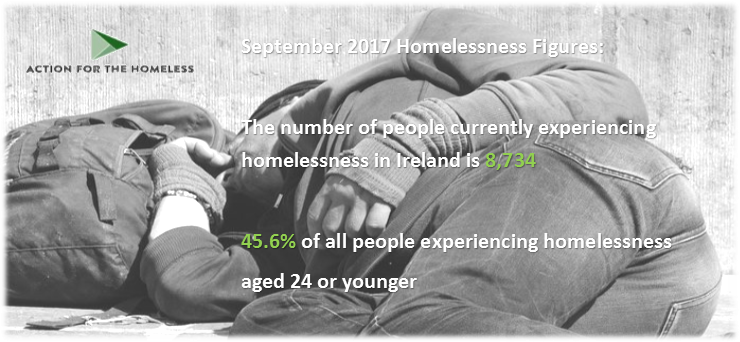 ACTION FOR THE HOMELESS
September 2017 Homelessness Figures:
The number of people currently experiencing
homelessness in Ireland is 8,734
45.6% of all people experiencing homelessness
aged 24 or younger